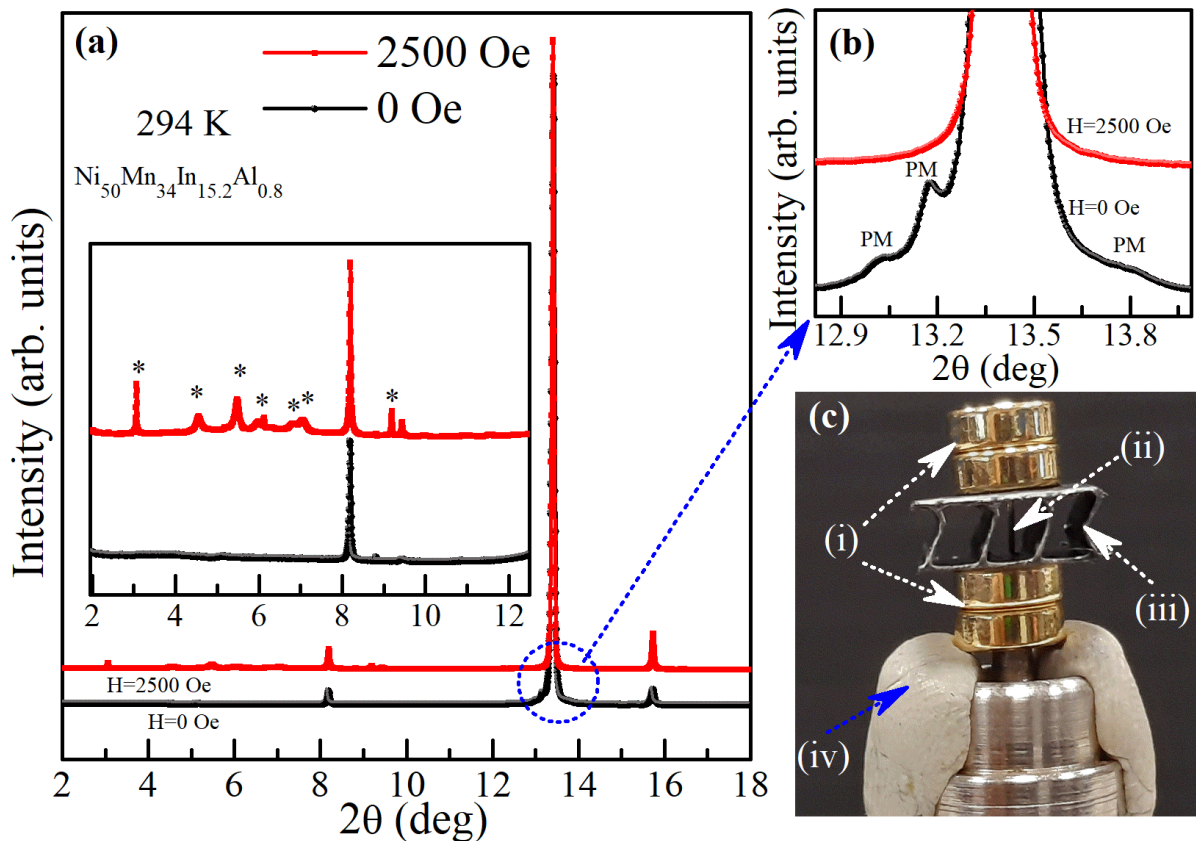 (a)
2500 Oe
0 Oe
294 K
Ni50Mn34In15.2Al0.8
Intensity (arb. units)
* * * * * * *
2 4 6 8 10 12
H=2500 Oe
H=0 Oe
2 4 6 8 10 12 14 16 18
2θ (deg)
(b)
Intensity (arb. units)
H=2500 Oe
PM
H=0 Oe
PM
PM
12.9 13.2 13.5 13.8
2θ (deg)
(c)
(ii)
(i)
(iii)
(iv)